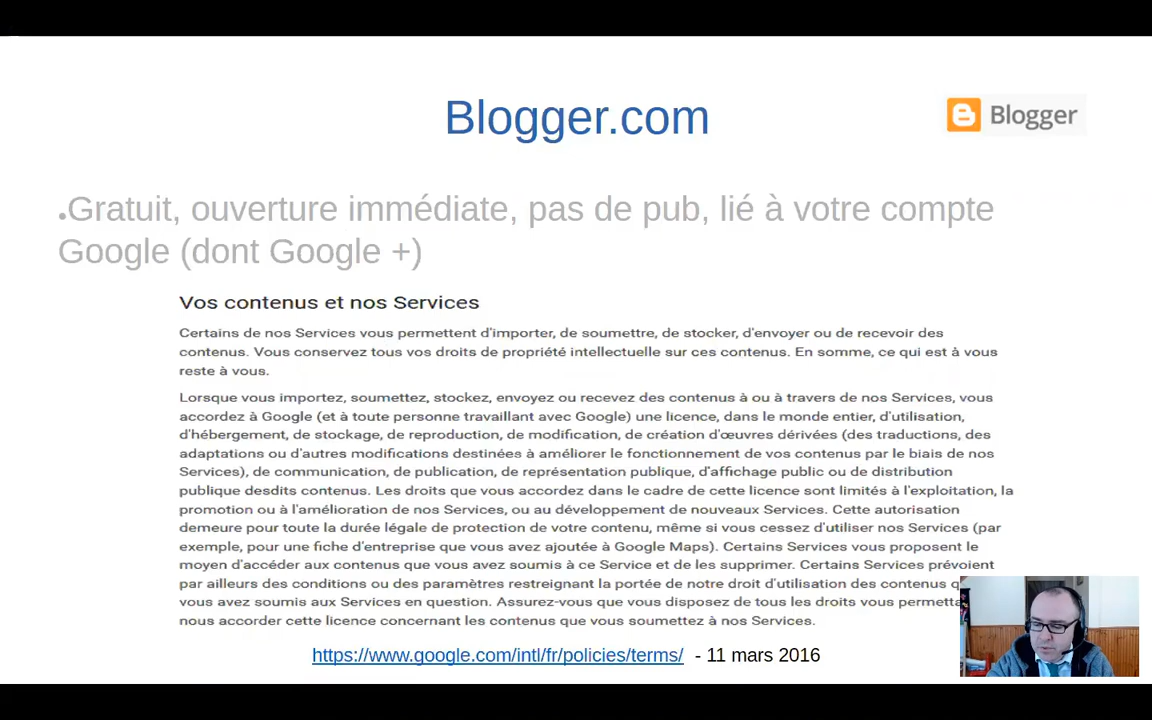 Blogger.com
Blogger
•Gratuit, ouverture immédiate, pas de pub, lié à votre compte
Google (dont Google +)
Vos contenus et nos Services
Certains de nos Services vous permettent d'importer, de soumettre, de stocker, d'envoyer ou de recevoir des
contenus. Vous conservez tous vos droits de propriété intellectuelle sur ces contenus. En somme, ce qui est à vous
reste à vous.
Lorsque vous importez, soumettez, stockez, envoyez ou recevez des contenus à ou à travers de nos Services, vous
accordez à Google (et à toute personne travaillant avec Google) une licence, dans le monde entier, d'utilisation,
d'hébergement, de stockage, de reproduction, de modification, de création d'œuvres dérivées (des traductions, des
adaptations ou d'autres modifications destinées à améliorer le fonctionnement de vos contenus par le biais de nos
Services), de communication, de publication, de représentation publique, d'affichage public ou de distribution
publique desdits contenus. Les droits que vous accordez dans le cadre de cette licence sont limités à l'exploitation, la
promotion ou à l'amélioration de nos Services, ou au développement de nouveaux Services. Cette autorisation
demeure pour toute la durée légale de protection de votre contenu, même si vous cessez d'utiliser nos Services (par
exemple, pour une fiche d'entreprise que vous avez ajoutée à Google Maps). Certains Services vous proposent le
moyen d'accéder aux contenus que vous avez soumis à ce Service et de les supprimer. Certains Services prévoient
par ailleurs des conditions ou des paramètres restreignant la portée de notre droit d'utilisation des contenus
vous avez soumis aux Services en question. Assurez-vous que vous disposez de tous les droits vous
nous accorder cette licence concernant les contenus que vous soumettez à nos Services.
https://www.google.com/intl/fr/policies/terms/ - 11 mars 2016